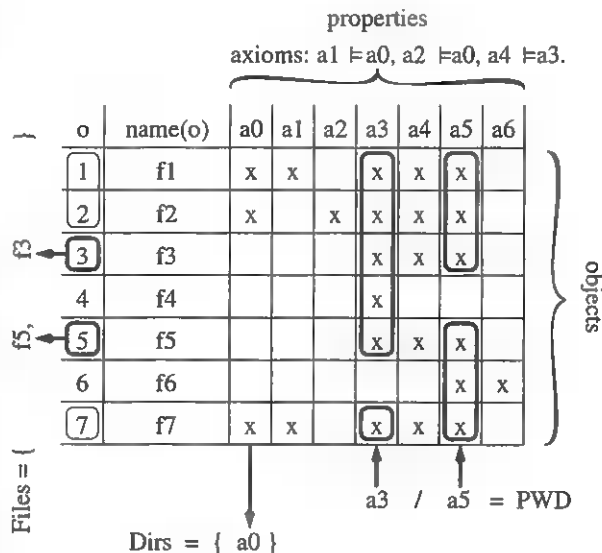 properties
axioms: a1 ⊨a0, a2 ⊨a0, a4 ⊨a3.
o name(o) a0 a1 a2 a3 a4 a5 a6
1 f1 x x x x x
2 f2 x x x x x
3 f3 x x x
4 f4 x
5 f5 x x x
6 f6 x x
7 f7 x x x x x
objects
Files = { f5, f3 }
a3 / a5 = PWD
Dirs = { a0 }